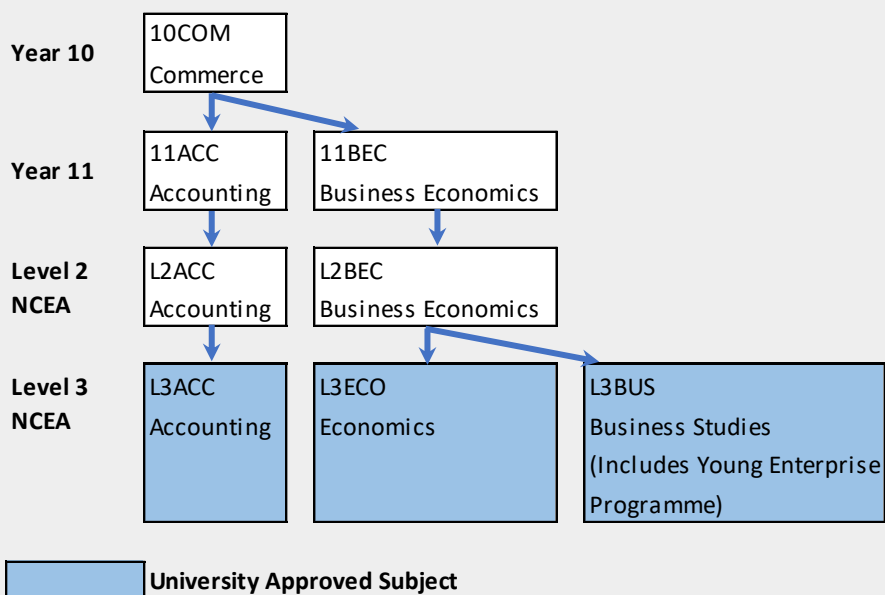 Year 10
10COM
Commerce
Year 11
11ACC
Accounting
11BEC
Business Economics
Level 2
NCEA
L2ACC
Accounting
L2BEC
Business Economics
Level 3
NCEA
L3ACC
Accounting
L3ECO
Economics
L3BUS
Business Studies
(Includes Young Enterprise
Programme)
University Approved Subject